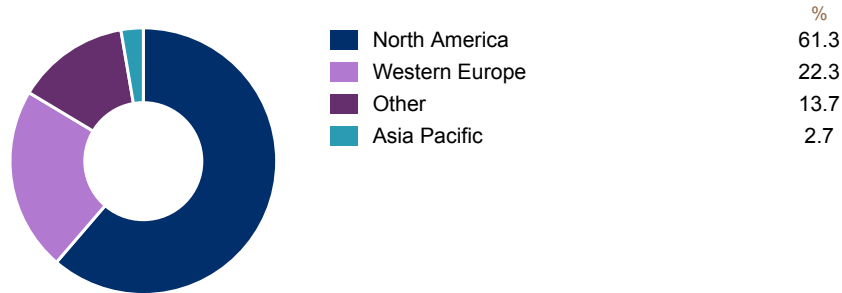 %
North America 61.3
Western Europe 22.3
Other 13.7
Asia Pacific 2.7